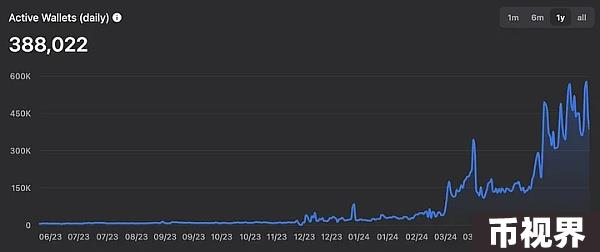 Active Wallets (daily)
1m 6m 1y all
388,022
600K
450K
300K
150K
0
06/23 07/23 07/23 08/23 09/23 09/23 10/23 10/23 11/23 12/23 12/23 01/24 01/24 02/24 03/24
币视界